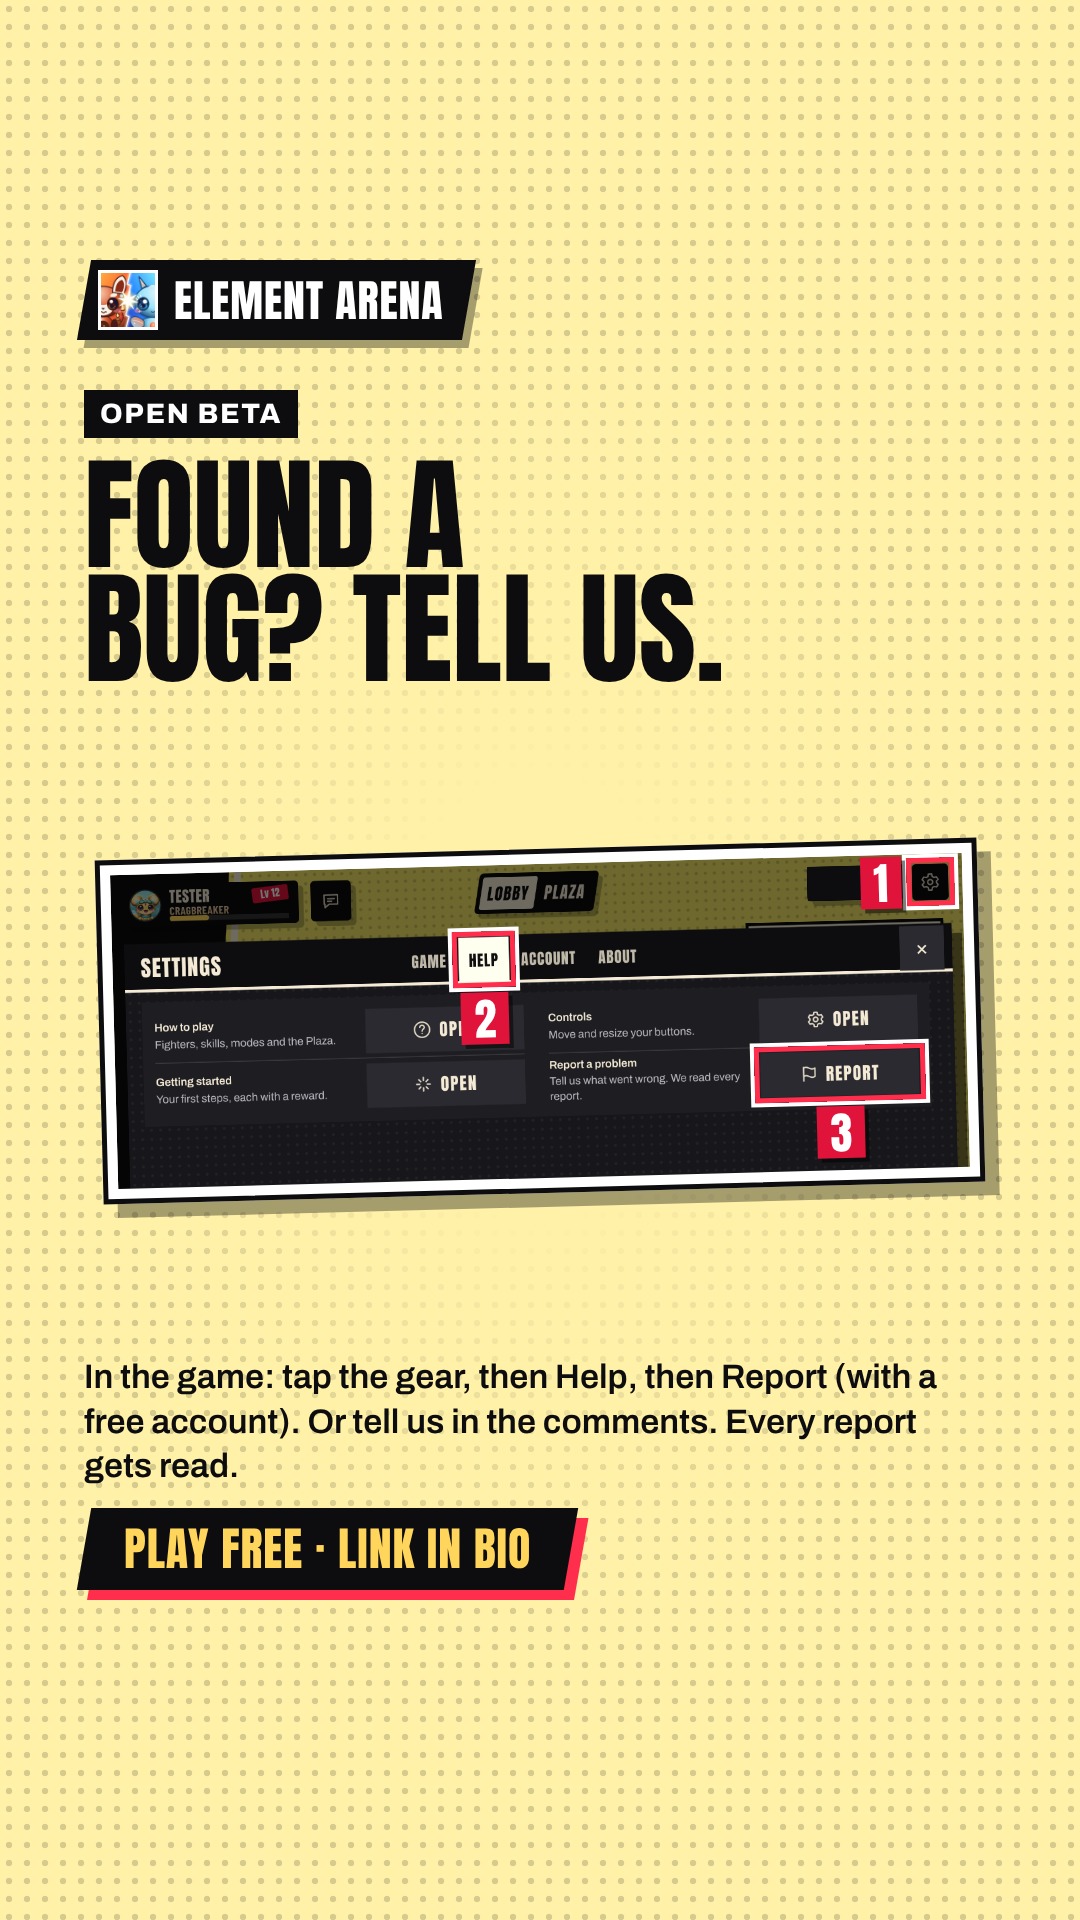 ELEMENT ARENA
OPEN BETA
FOUND A
BUG? TELL US.
TESTER
Lv 12
CRAGBREAKER
LOBBY PLAZA
1
SETTINGS
GAME HELP ACCOUNT ABOUT
2
How to play
Fighters, skills, modes and the Plaza.
Controls
Move and resize your buttons.
OPEN
Getting started
Your first steps, each with a reward.
OPEN
Report a problem
Tell us what went wrong. We read every
report.
REPORT
3
In the game: tap the gear, then Help, then Report (with a
free account). Or tell us in the comments. Every report
gets read.
PLAY FREE · LINK IN BIO